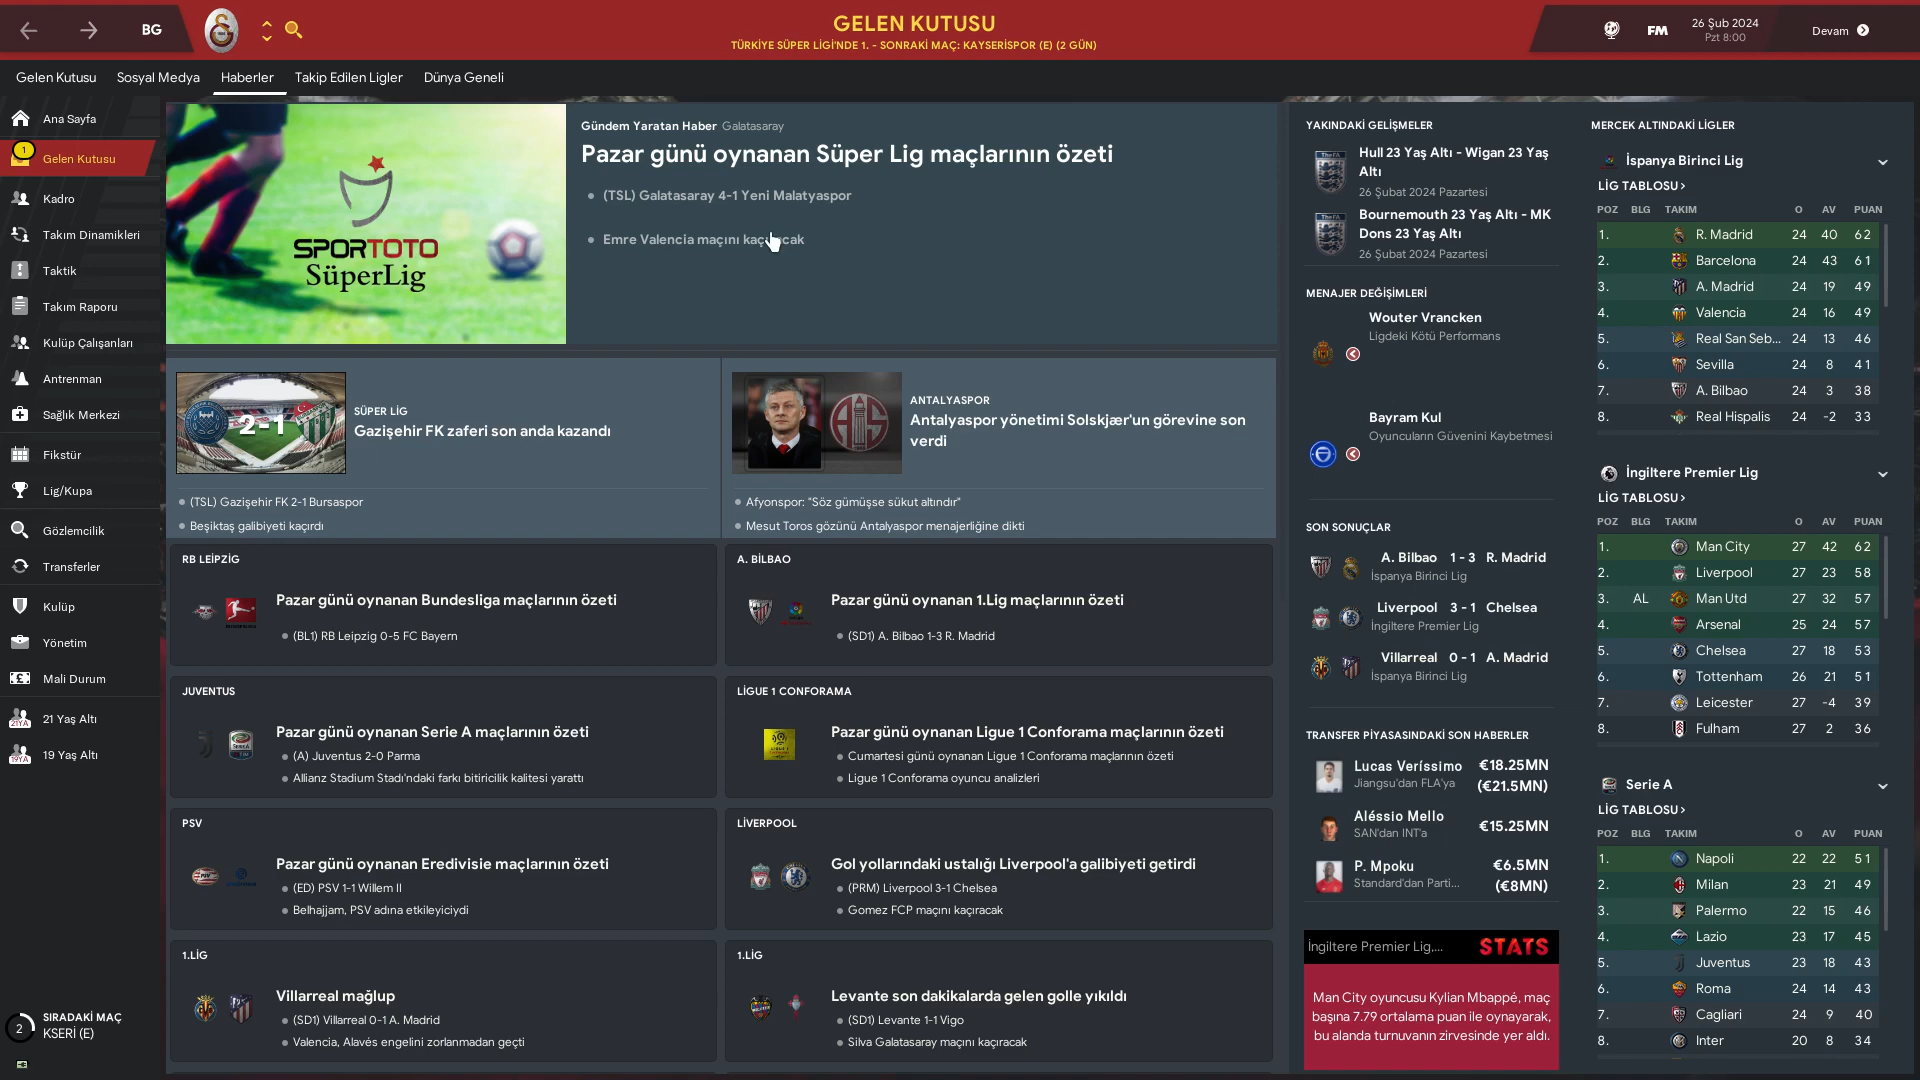 BG
GELEN KUTUSU
TÜRKİYE SÜPER LİGİ'NDE 1. - SONRAKİ MAÇ: KAYSERİSPOR (E) (2 GÜN)
FM
26 Şub 2024
Pzt 8:00
Devam
Gelen Kutusu
Sosyal Medya
Haberler
Takip Edilen Ligler
Dünya Geneli
Ana Sayfa
1
Gelen Kutusu
Kadro
Takım Dinamikleri
Taktik
Takım Raporu
Kulüp Çalışanları
Antrenman
Sağlık Merkezi
Fikstür
Lig/Kupa
Gözlemcilik
Transferler
Kulüp
Yönetim
Mali Durum
21YA
21 Yaş Altı
19YA
19 Yaş Altı
2
SIRADAKİ MAÇ
KSERİ (E)
SPORTOTO
SüperLig
Gündem Yaratan Haber Galatasaray
Pazar günü oynanan Süper Lig maçlarının özeti
(TSL) Galatasaray 4-1 Yeni Malatyaspor
Emre Valencia maçını kaçıracak
2-1
SÜPER LİG
Gazişehir FK zaferi son anda kazandı
(TSL) Gazişehir FK 2-1 Bursaspor
Beşiktaş galibiyeti kaçırdı
ANTALYASPOR
Antalyaspor yönetimi Solskjær'un görevine son
verdi
Afyonspor: "Söz gümüşse sükut altındır"
Mesut Toros gözünü Antalyaspor menajerliğine dikti
RB LEİPZİG
Pazar günü oynanan Bundesliga maçlarının özeti
(BL1) RB Leipzig 0-5 FC Bayern
A. BİLBAO
Pazar günü oynanan 1.Lig maçlarının özeti
(SD1) A. Bilbao 1-3 R. Madrid
JUVENTUS
Pazar günü oynanan Serie A maçlarının özeti
(A) Juventus 2-0 Parma
Allianz Stadium Stadı'ndaki farkı bitiricilik kalitesi yarattı
LİGUE 1 CONFORAMA
Pazar günü oynanan Ligue 1 Conforama maçlarının özeti
Cumartesi günü oynanan Ligue 1 Conforama maçlarının özeti
Ligue 1 Conforama oyuncu analizleri
PSV
Pazar günü oynanan Eredivisie maçlarının özeti
(ED) PSV 1-1 Willem II
Belhajjam, PSV adına etkileyiciydi
LİVERPOOL
Gol yollarındaki ustalığı Liverpool'a galibiyeti getirdi
(PRM) Liverpool 3-1 Chelsea
Gomez FCP maçını kaçıracak
1.LİG
Villarreal mağlup
(SD1) Villarreal 0-1 A. Madrid
Valencia, Alavés engelini zorlanmadan geçti
1.LİG
Levante son dakikalarda gelen golle yıkıldı
(SD1) Levante 1-1 Vigo
Silva Galatasaray maçını kaçıracak
YAKINDAKİ GELİŞMELER
Hull 23 Yaş Altı - Wigan 23 Yaş
Altı
26 Şubat 2024 Pazartesi
Bournemouth 23 Yaş Altı - MK
Dons 23 Yaş Altı
26 Şubat 2024 Pazartesi
MENAJER DEĞİŞİMLERİ
Wouter Vrancken
Ligdeki Kötü Performans
Bayram Kul
Oyuncuların Güvenini Kaybetmesi
SON SONUÇLAR
A. Bilbao 1 - 3 R. Madrid
İspanya Birinci Lig
Liverpool 3 - 1 Chelsea
İngiltere Premier Lig
Villarreal 0 - 1 A. Madrid
İspanya Birinci Lig
TRANSFER PİYASASINDAKİ SON HABERLER
Lucas Veríssimo €18.25MN
Jiangsu'dan FLA'ya (€21.5MN)
Aléssio Mello €15.25MN
SAN'dan INT'a
P. Mpoku €6.5MN
Standard'dan Parti... (€8MN)
İngiltere Premier Lig,... STATS
Man City oyuncusu Kylian Mbappé, maç
başına 7.79 ortalama puan ile oynayarak,
bu alanda turnuvanın zirvesinde yer aldı.
MERCEK ALTINDAKİ LİGLER
İspanya Birinci Lig
LİG TABLOSU >
POZ BLG TAKIM O AV PUAN
1. R. Madrid 24 40 62
2. Barcelona 24 43 61
3. A. Madrid 24 19 49
4. Valencia 24 16 49
5. Real San Seb... 24 13 46
6. Sevilla 24 8 41
7. A. Bilbao 24 3 38
8. Real Hispalis 24 -2 33
İngiltere Premier Lig
LİG TABLOSU >
POZ BLG TAKIM O AV PUAN
1. Man City 27 42 62
2. Liverpool 27 23 58
3. AL Man Utd 27 32 57
4. Arsenal 25 24 57
5. Chelsea 27 18 53
6. Tottenham 26 21 51
7. Leicester 27 -4 39
8. Fulham 27 2 36
Serie A
LİG TABLOSU >
POZ BLG TAKIM O AV PUAN
1. Napoli 22 22 51
2. Milan 23 21 49
3. Palermo 22 15 46
4. Lazio 23 17 45
5. Juventus 23 18 43
6. Roma 24 14 43
7. Cagliari 24 9 40
8. Inter 20 8 34